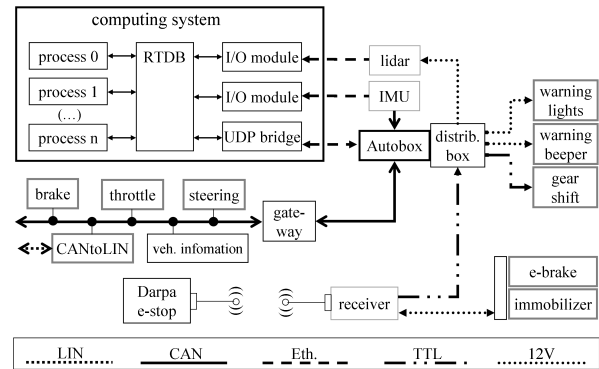 computing system
process 0
RTDB
I/O module
lidar
process 1
I/O module
IMU
(...)
process n
UDP bridge
Autobox
distrib.
box
warning
lights
warning
beeper
gear
shift
brake
throttle
steering
gate-
way
CANtoLIN
veh. infomation
Darpa
e-stop
receiver
e-brake
immobilizer
LIN
CAN
Eth.
TTL
12V